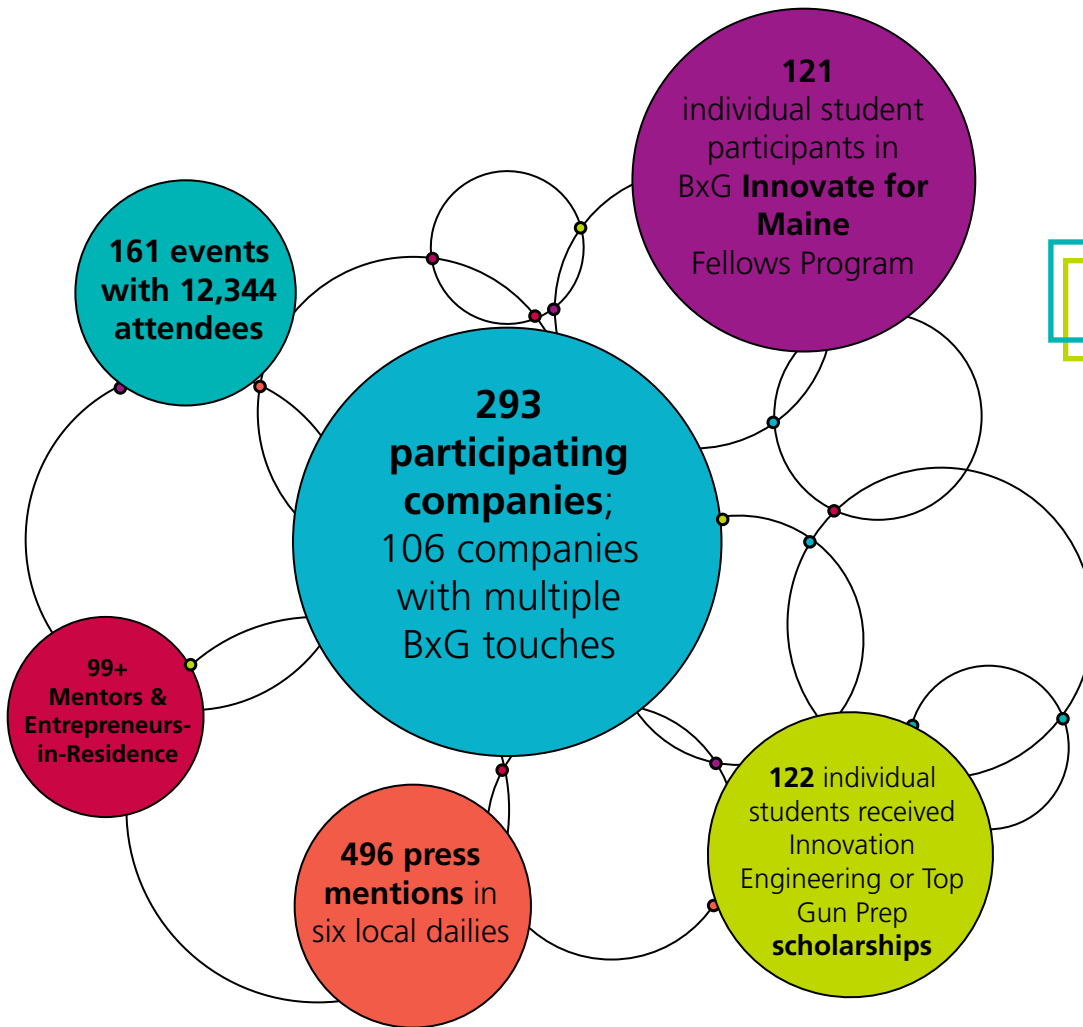 121
individual student
participants in
BxG Innovate for
Maine
Fellows Program
161 events
with 12,344
attendees
293
participating
companies;
106 companies
with multiple
BxG touches
99+
Mentors &
Entrepreneurs-
in-Residence
122 individual
students received
Innovation
Engineering or Top
Gun Prep
scholarships
496 press
mentions in
six local dailies